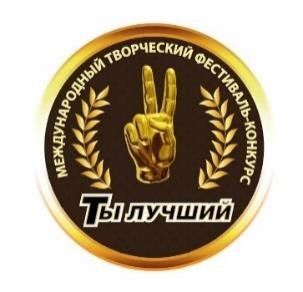 МЕЖДУНАРОДНЫЙ ТВОРЧЕСКИЙ ФЕСТИВАЛЬ-КОНКУРС
ТЫ ЛУЧШИЙ